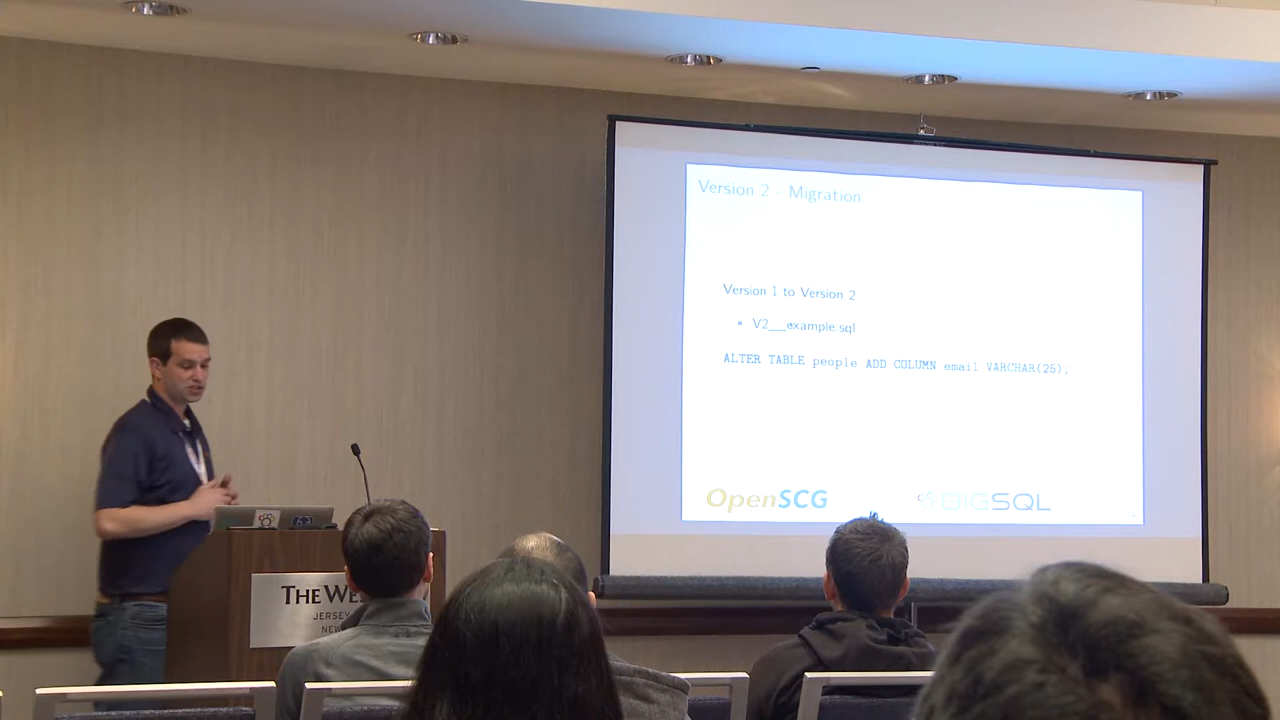 Version 2 - Migration
Version 1 to Version 2
V2__example.sql
ALTER TABLE people ADD COLUMN email VARCHAR(25);
OpenSCG
BIGSQL
THE WE
JERSEY
NEW